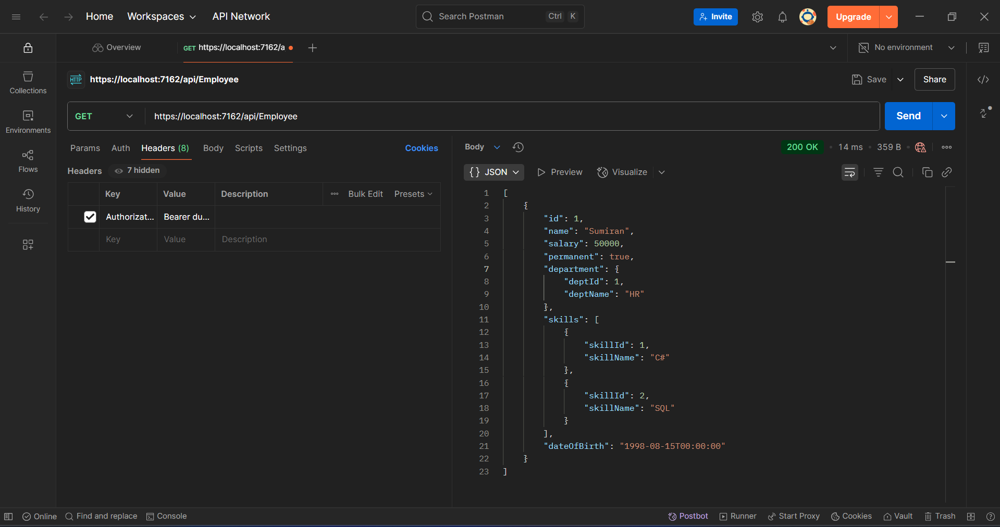 Home Workspaces API Network Search Postman Ctrl K Invite Upgrade
Overview GET https://localhost:7162/a No environment
HTTP https://localhost:7162/api/Employee Save Share
GET https://localhost:7162/api/Employee Send
Collections
Environments
Flows
History
Params Auth Headers (8) Body Scripts Settings Cookies
Headers 7 hidden
Key Value Description Bulk Edit Presets
Authorizat... Bearer du...
Key Value Description
Body 200 OK 14 ms 359 B
{} JSON Preview Visualize
1 [
2 {
3 "id": 1,
4 "name": "Sumiran",
5 "salary": 50000,
6 "permanent": true,
7 "department": {
8 "deptId": 1,
9 "deptName": "HR"
10 },
11 "skills": [
12 {
13 "skillId": 1,
14 "skillName": "C#"
15 },
16 {
17 "skillId": 2,
18 "skillName": "SQL"
19 }
20 ],
21 "dateOfBirth": "1998-08-15T00:00:00"
22 }
23 ]
Online Find and replace Console Postbot Runner Start Proxy Cookies Vault Trash